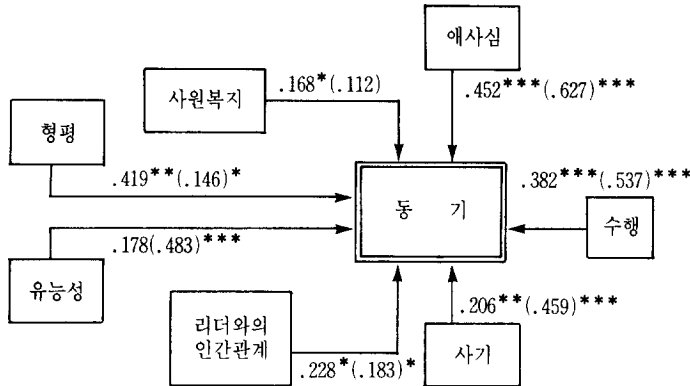 애사심
.452***(.627)***
사원복지
.168*(.112)
형평
.419**(.146)*
동 기
.382***(.537)***
수행
.178(.483)***
유능성
리더와의
인간관계
.228*(.183)*
.206**(.459)***
사기